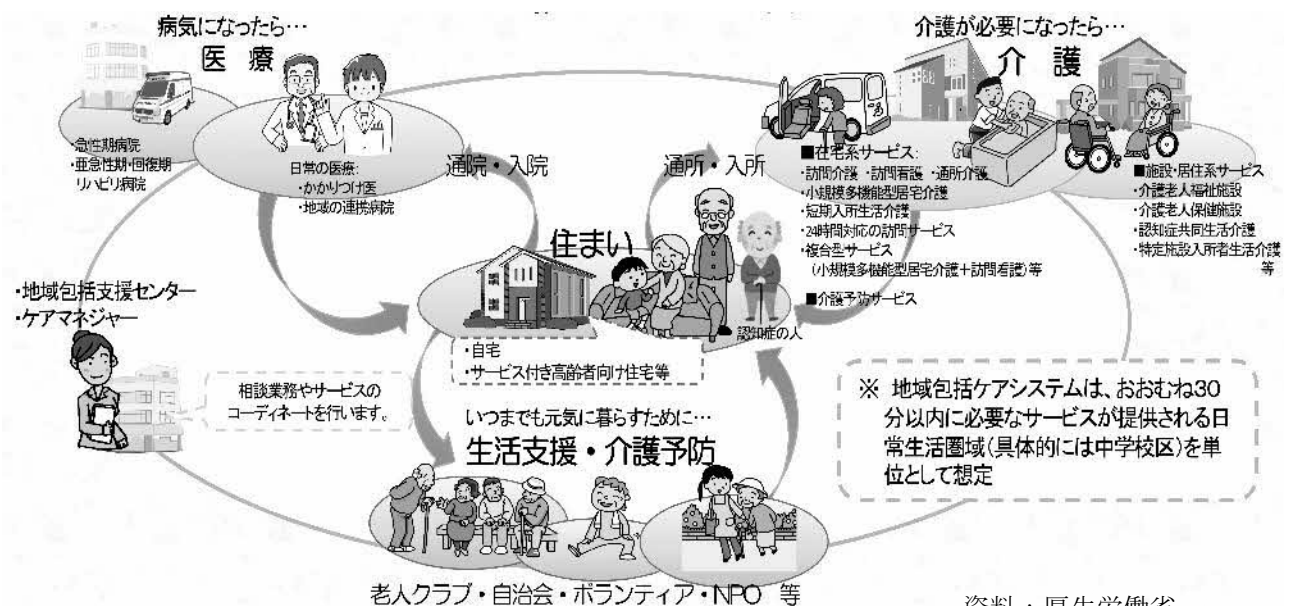 病気になったら…
医療
・急性期病院
・亜急性期・回復期
リハビリ病院
日常の医療:
・かかりつけ医
・地域の連携病院
通院・入院
通所・入所
介護が必要になったら…
介護
■在宅系サービス:
・訪問介護 ・訪問看護 ・通所介護
・小規模多機能型居宅介護
・短期入所生活介護
・24時間対応の訪問サービス
・複合型サービス
(小規模多機能型居宅介護+訪問看護)等
■介護予防サービス
■施設・居住系サービス
・介護老人福祉施設
・介護老人保健施設
・認知症共同生活介護
・特定施設入所者生活介護
等
住まい
認知症の人
・自宅
・サービス付き高齢者向け住宅等
・地域包括支援センター
・ケアマネジャー
相談業務やサービスの
コーディネートを行います。
いつまでも元気に暮らすために…
生活支援・介護予防
老人クラブ・自治会・ボランティア・NPO 等
※ 地域包括ケアシステムは、おおむね30
分以内に必要なサービスが提供される日
常生活圏域(具体的には中学校区)を単
位として想定
資料:厚生労働省